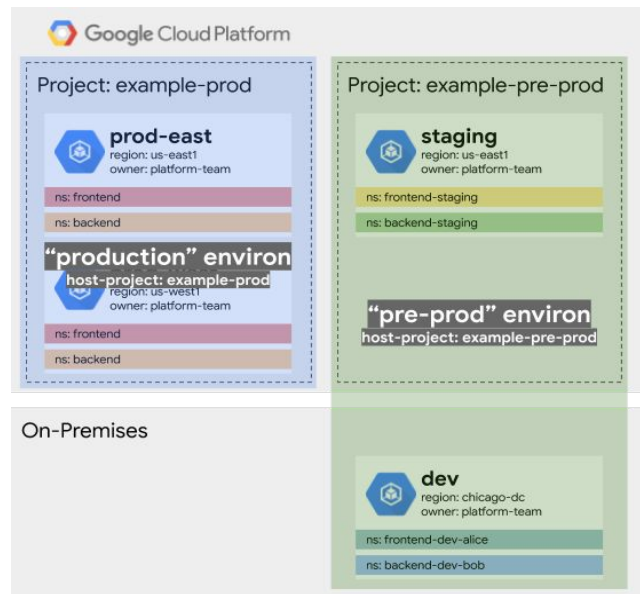 Google Cloud Platform
Project: example-prod
prod-east
region: us-east1
owner: platform-team
ns: frontend
ns: backend
“production” environ
host-project: example-prod
region: us-west1
owner: platform-team
ns: frontend
ns: backend
Project: example-pre-prod
staging
region: us-east1
owner: platform-team
ns: frontend-staging
ns: backend-staging
“pre-prod” environ
host-project: example-pre-prod
On-Premises
dev
region: chicago-dc
owner: platform-team
ns: frontend-dev-alice
ns: backend-dev-bob